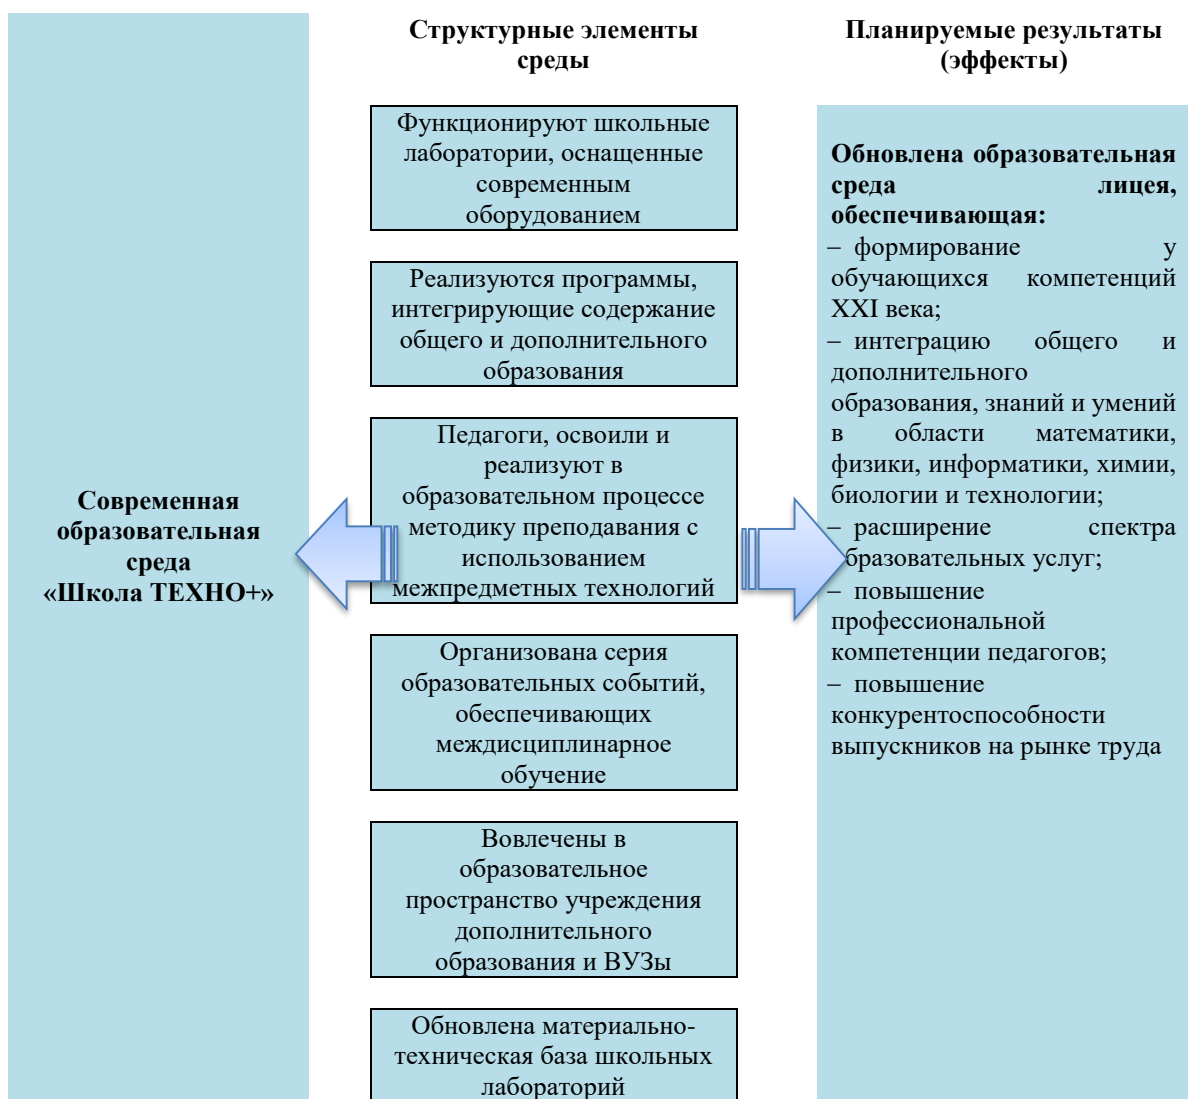 Современная
образовательная
среда
«Школа ТЕХНО+»
Структурные элементы
среды
Функционируют школьные
лаборатории, оснащенные
современным
оборудованием
Реализуются программы,
интегрирующие содержание
общего и дополнительного
образования
Педагоги, освоили и
реализуют в
образовательном процессе
методику преподавания с
использованием
межпредметных технологий
Организована серия
образовательных событий,
обеспечивающих
междисциплинарное
обучение
Вовлечены в
образовательное
пространство учреждения
дополнительного
образования и ВУЗы
Обновлена материально-
техническая база школьных
лабораторий
Планируемые результаты
(эффекты)
Обновлена образовательная
среда лицея,
обеспечивающая:
– формирование у
обучающихся компетенций
XXI века;
– интеграцию общего и
дополнительного
образования, знаний и умений
в области математики,
физики, информатики, химии,
биологии и технологии;
– расширение спектра
образовательных услуг;
– повышение
профессиональной
компетенции педагогов;
– повышение
конкурентоспособности
выпускников на рынке труда